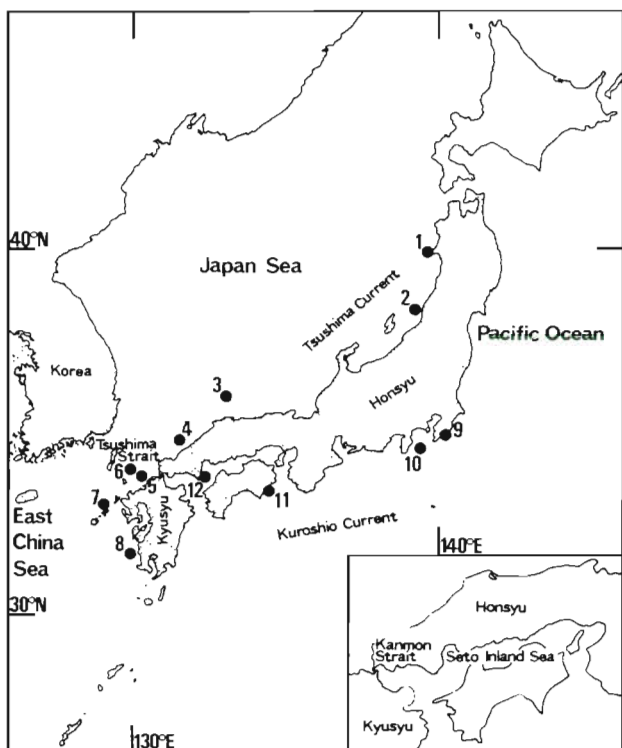 40°N
1
Japan Sea
Tsushima Current
2
Pacific Ocean
Korea
3
Honsyu
4
Tsushima
Strait
9
6
5
10
12
7
11
Kyusyu
East
China
Sea
Kuroshio Current
8
140°E
30°N
Honsyu
Kanmon
Strait
Seto Inland Sea
Kyusyu
130°E